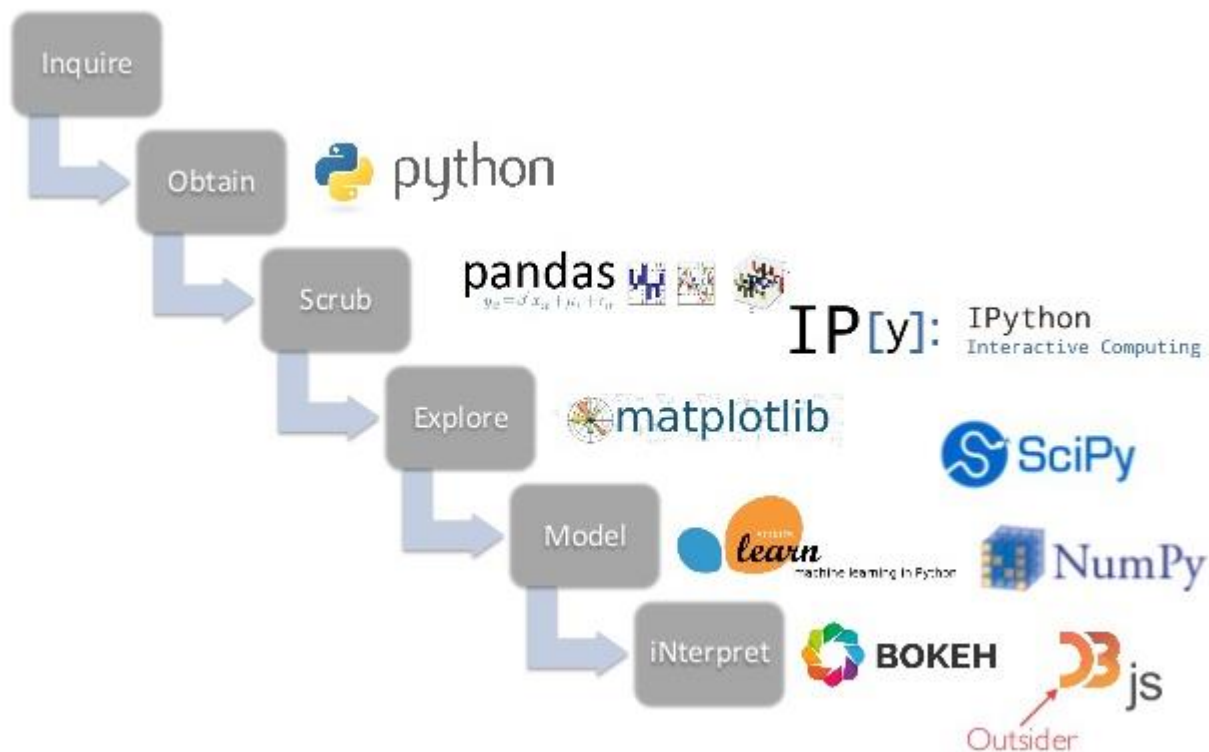 Inquire
Obtain
python
Scrub
pandas
IP[y]:
IPython
Interactive Computing
Explore
matplotlib
SciPy
Model
learn
machine learning in Python
NumPy
iNterpret
BOKEH
D3
js
Outsider